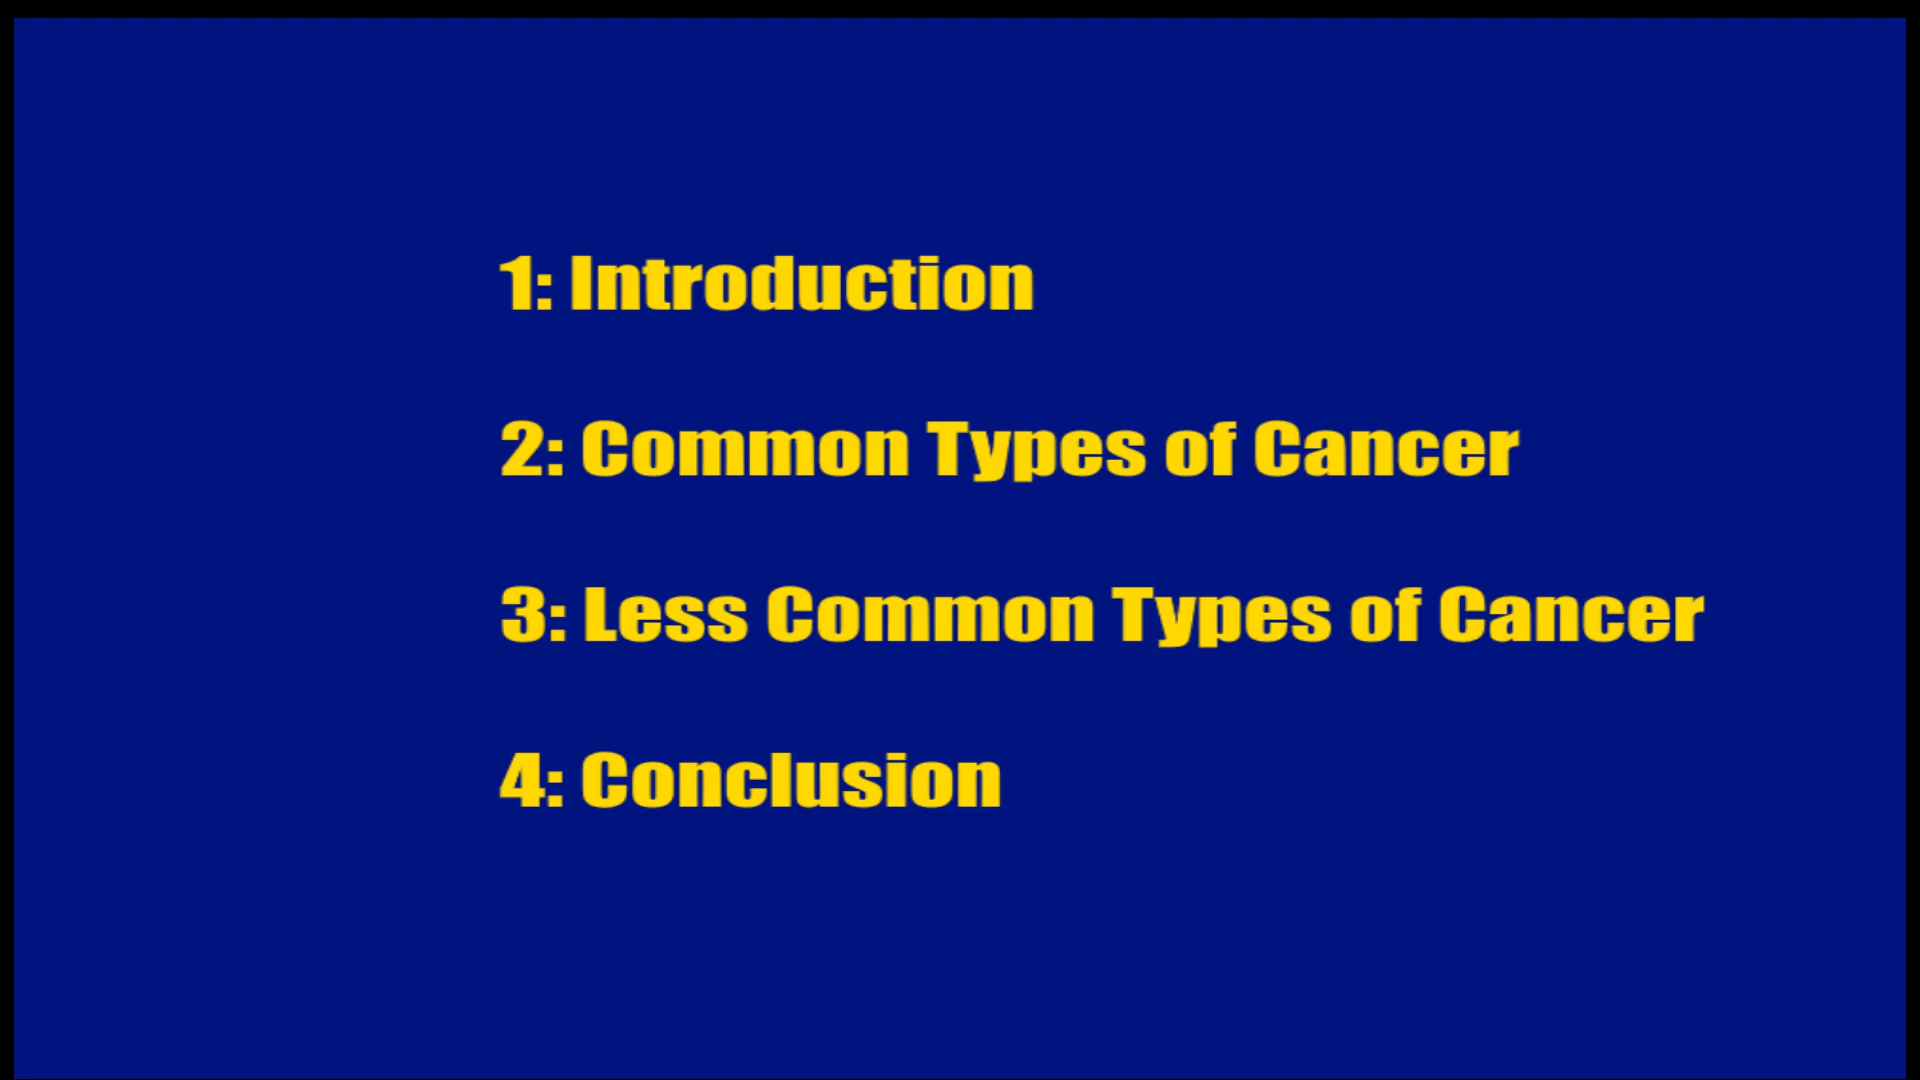 1: Introduction
2: Common Types of Cancer
3: Less Common Types of Cancer
4: Conclusion